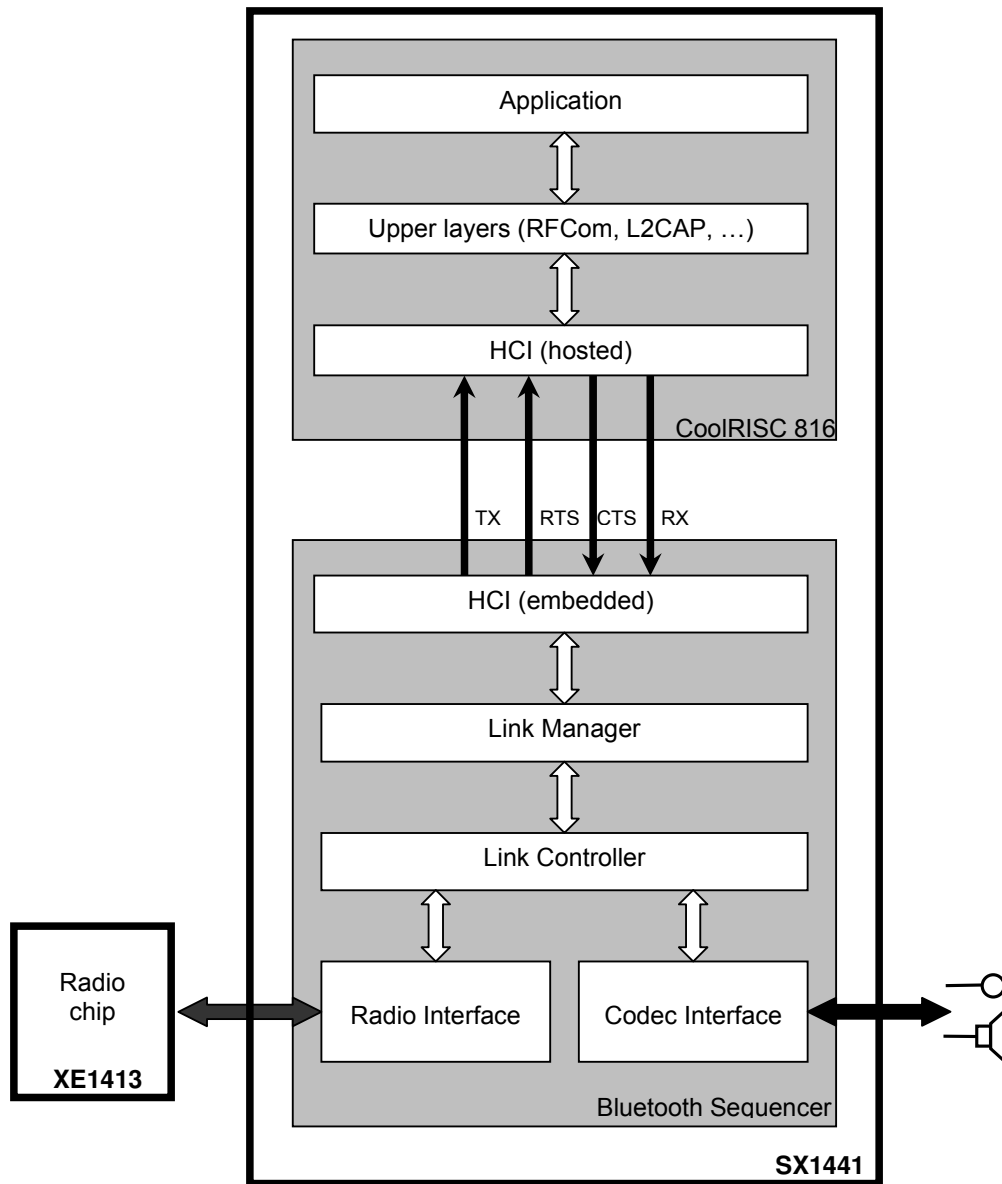 Application
Upper layers (RFCom, L2CAP, …)
HCI (hosted)
CoolRISC 816
TX RTS CTS RX
HCI (embedded)
Link Manager
Link Controller
Radio
chip
XE1413
Radio Interface
Codec Interface
Bluetooth Sequencer
SX1441